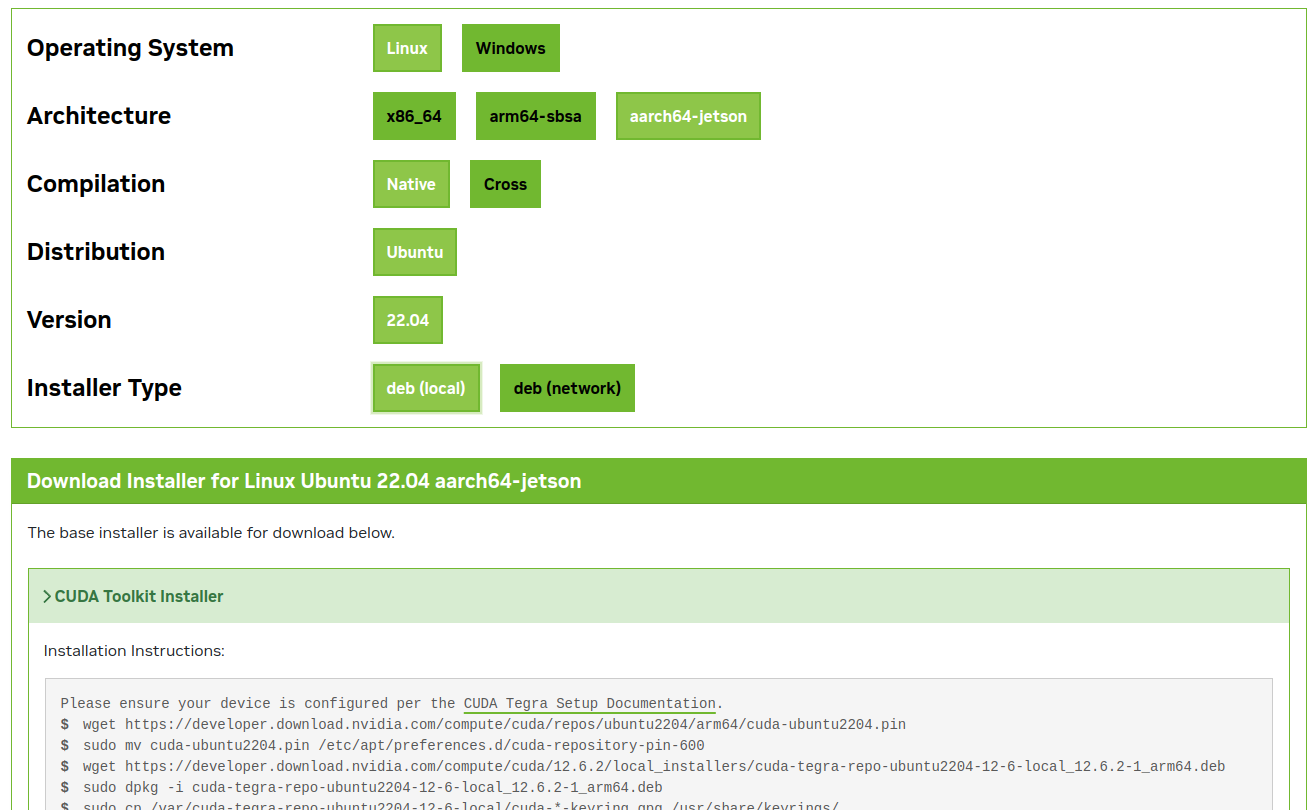 Operating System Linux Windows
Architecture x86_64 arm64-sbsa aarch64-jetson
Compilation Native Cross
Distribution Ubuntu
Version 22.04
Installer Type deb (local) deb (network)
Download Installer for Linux Ubuntu 22.04 aarch64-jetson
The base installer is available for download below.
CUDA Toolkit Installer
Installation Instructions:
Please ensure your device is configured per the CUDA Tegra Setup Documentation.
$ wget https://developer.download.nvidia.com/compute/cuda/repos/ubuntu2204/arm64/cuda-ubuntu2204.pin
$ sudo mv cuda-ubuntu2204.pin /etc/apt/preferences.d/cuda-repository-pin-600
$ wget https://developer.download.nvidia.com/compute/cuda/12.6.2/local_installers/cuda-tegra-repo-ubuntu2204-12-6-local_12.6.2-1_arm64.deb
$ sudo dpkg -i cuda-tegra-repo-ubuntu2204-12-6-local_12.6.2-1_arm64.deb
$ sudo cp /var/cuda-tegra-repo-ubuntu2204-12-6-local/cuda-*-keyring.gpg /usr/share/keyrings/